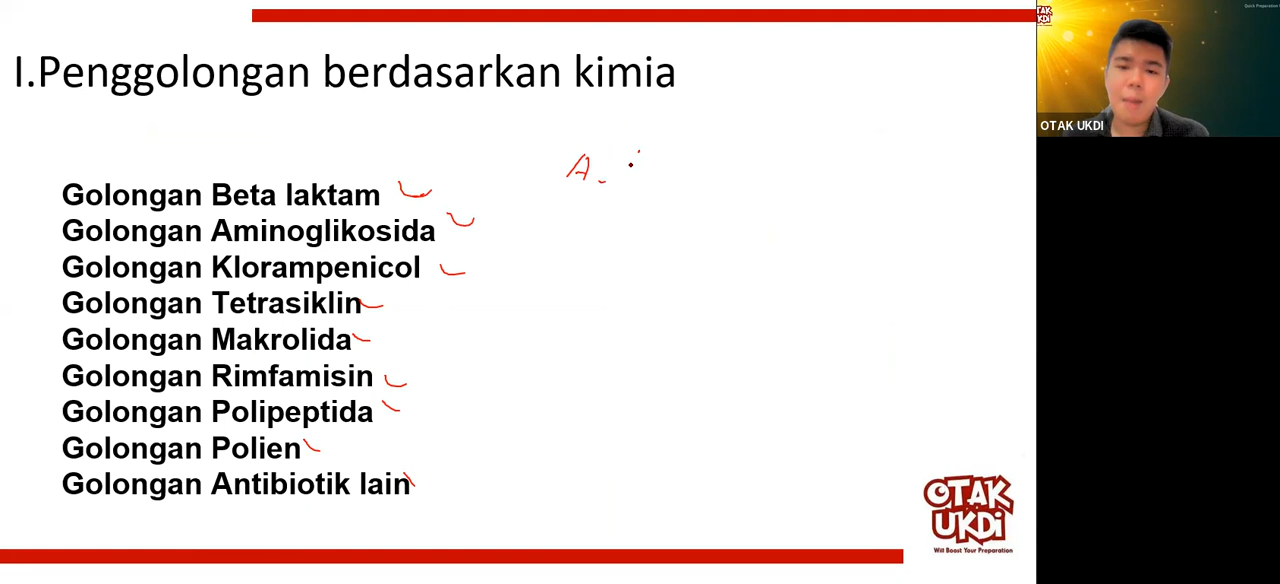 I.Penggolongan berdasarkan kimia
A.
Golongan Beta laktam
Golongan Aminoglikosida
Golongan Klorampenicol
Golongan Tetrasiklin
Golongan Makrolida
Golongan Rimfamisin
Golongan Polipeptida
Golongan Polien
Golongan Antibiotik lain
OTAK
UKDi
Will Boost Your Preparation
OTAK UKDI